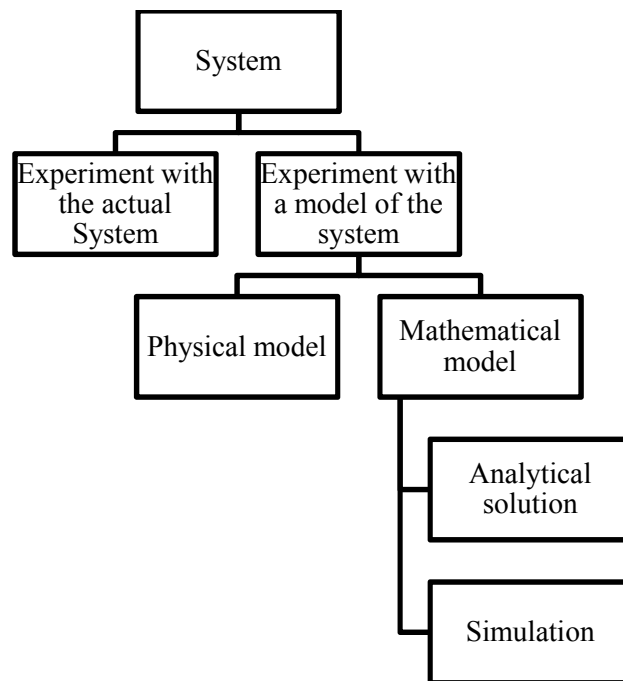 System
Experiment with
the actual
System
Experiment with
a model of the
system
Physical model
Mathematical
model
Analytical
solution
Simulation